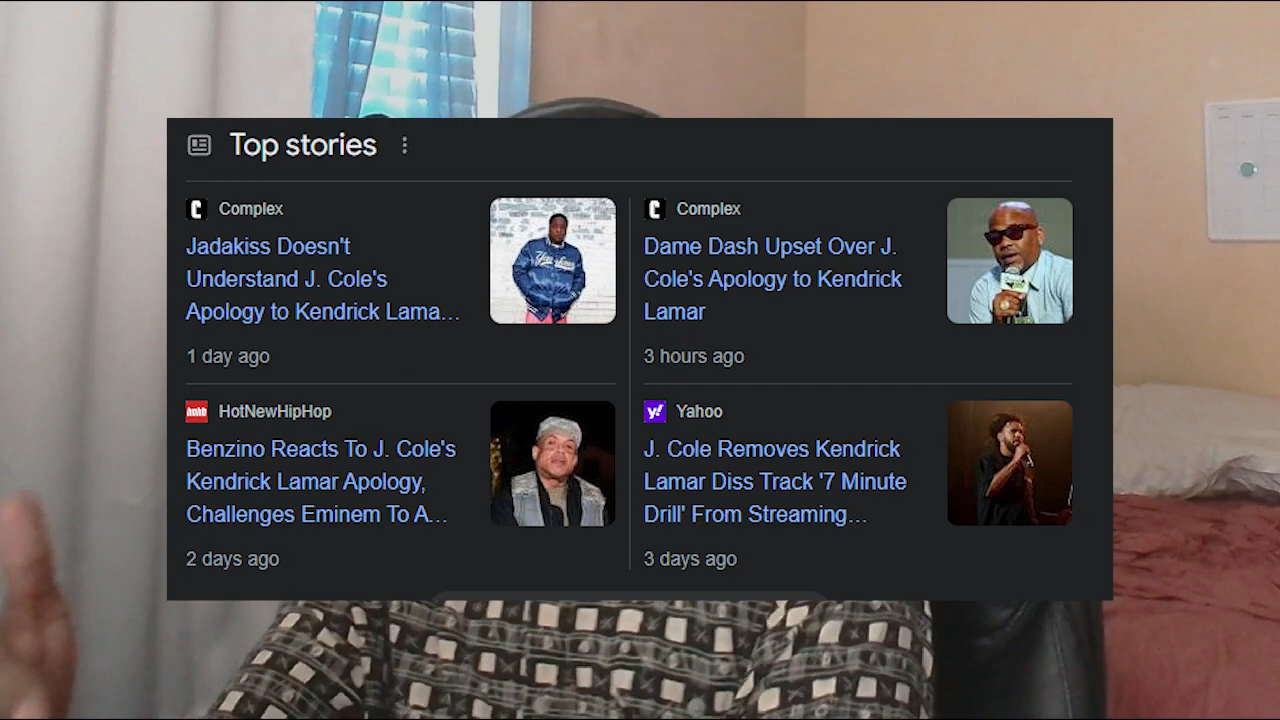 Top stories
Complex
Jadakiss Doesn't
Understand J. Cole's
Apology to Kendrick Lama...
1 day ago
Complex
Dame Dash Upset Over J.
Cole's Apology to Kendrick
Lamar
3 hours ago
HotNewHipHop
Benzino Reacts To J. Cole's
Kendrick Lamar Apology,
Challenges Eminem To A...
2 days ago
y!
Yahoo
J. Cole Removes Kendrick
Lamar Diss Track '7 Minute
Drill' From Streaming...
3 days ago